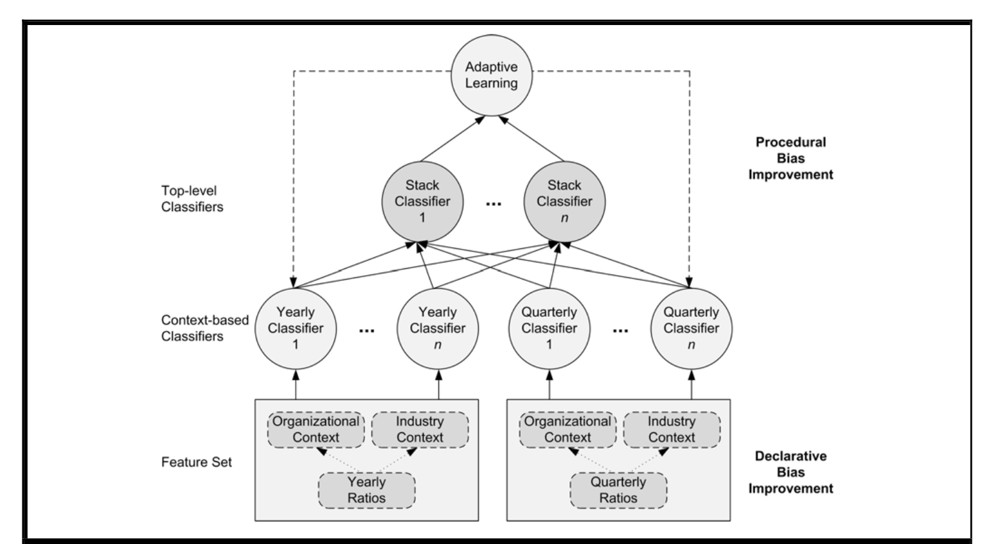 Adaptive
Learning
Procedural
Bias
Improvement
Top-level
Classifiers
Stack
Classifier
1
...
Stack
Classifier
n
Context-based
Classifiers
Yearly
Classifier
1
...
Yearly
Classifier
n
Quarterly
Classifier
1
...
Quarterly
Classifier
n
Feature Set
Organizational
Context
Industry
Context
Yearly
Ratios
Organizational
Context
Industry
Context
Quarterly
Ratios
Declarative
Bias
Improvement